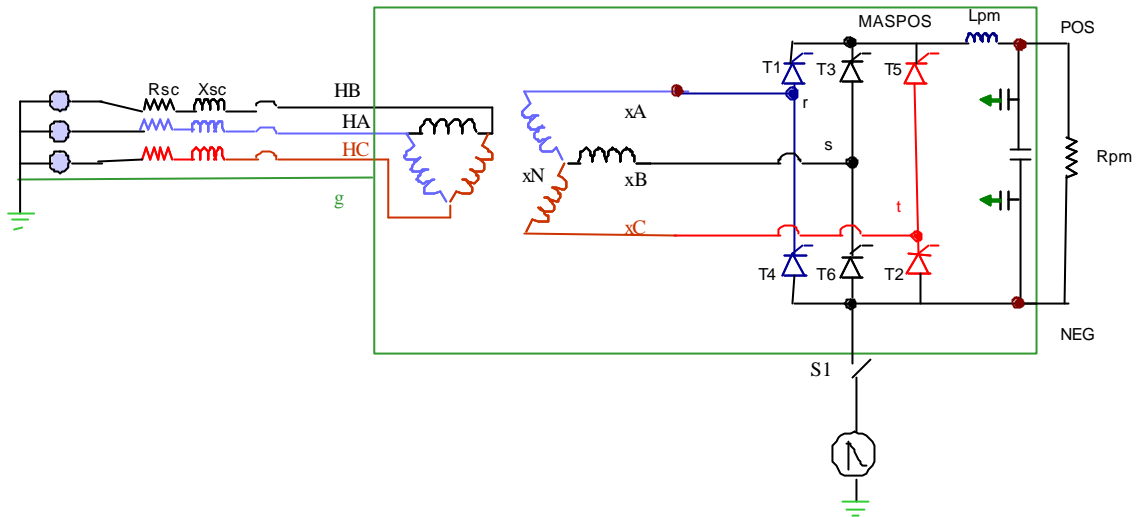 MASPOS
Lpm
POS
T1
T3
T5
Rsc
Xsc
HB
xA
r
HA
HC
s
xN
xB
Rpm
g
t
xC
T4
T6
T2
NEG
S1